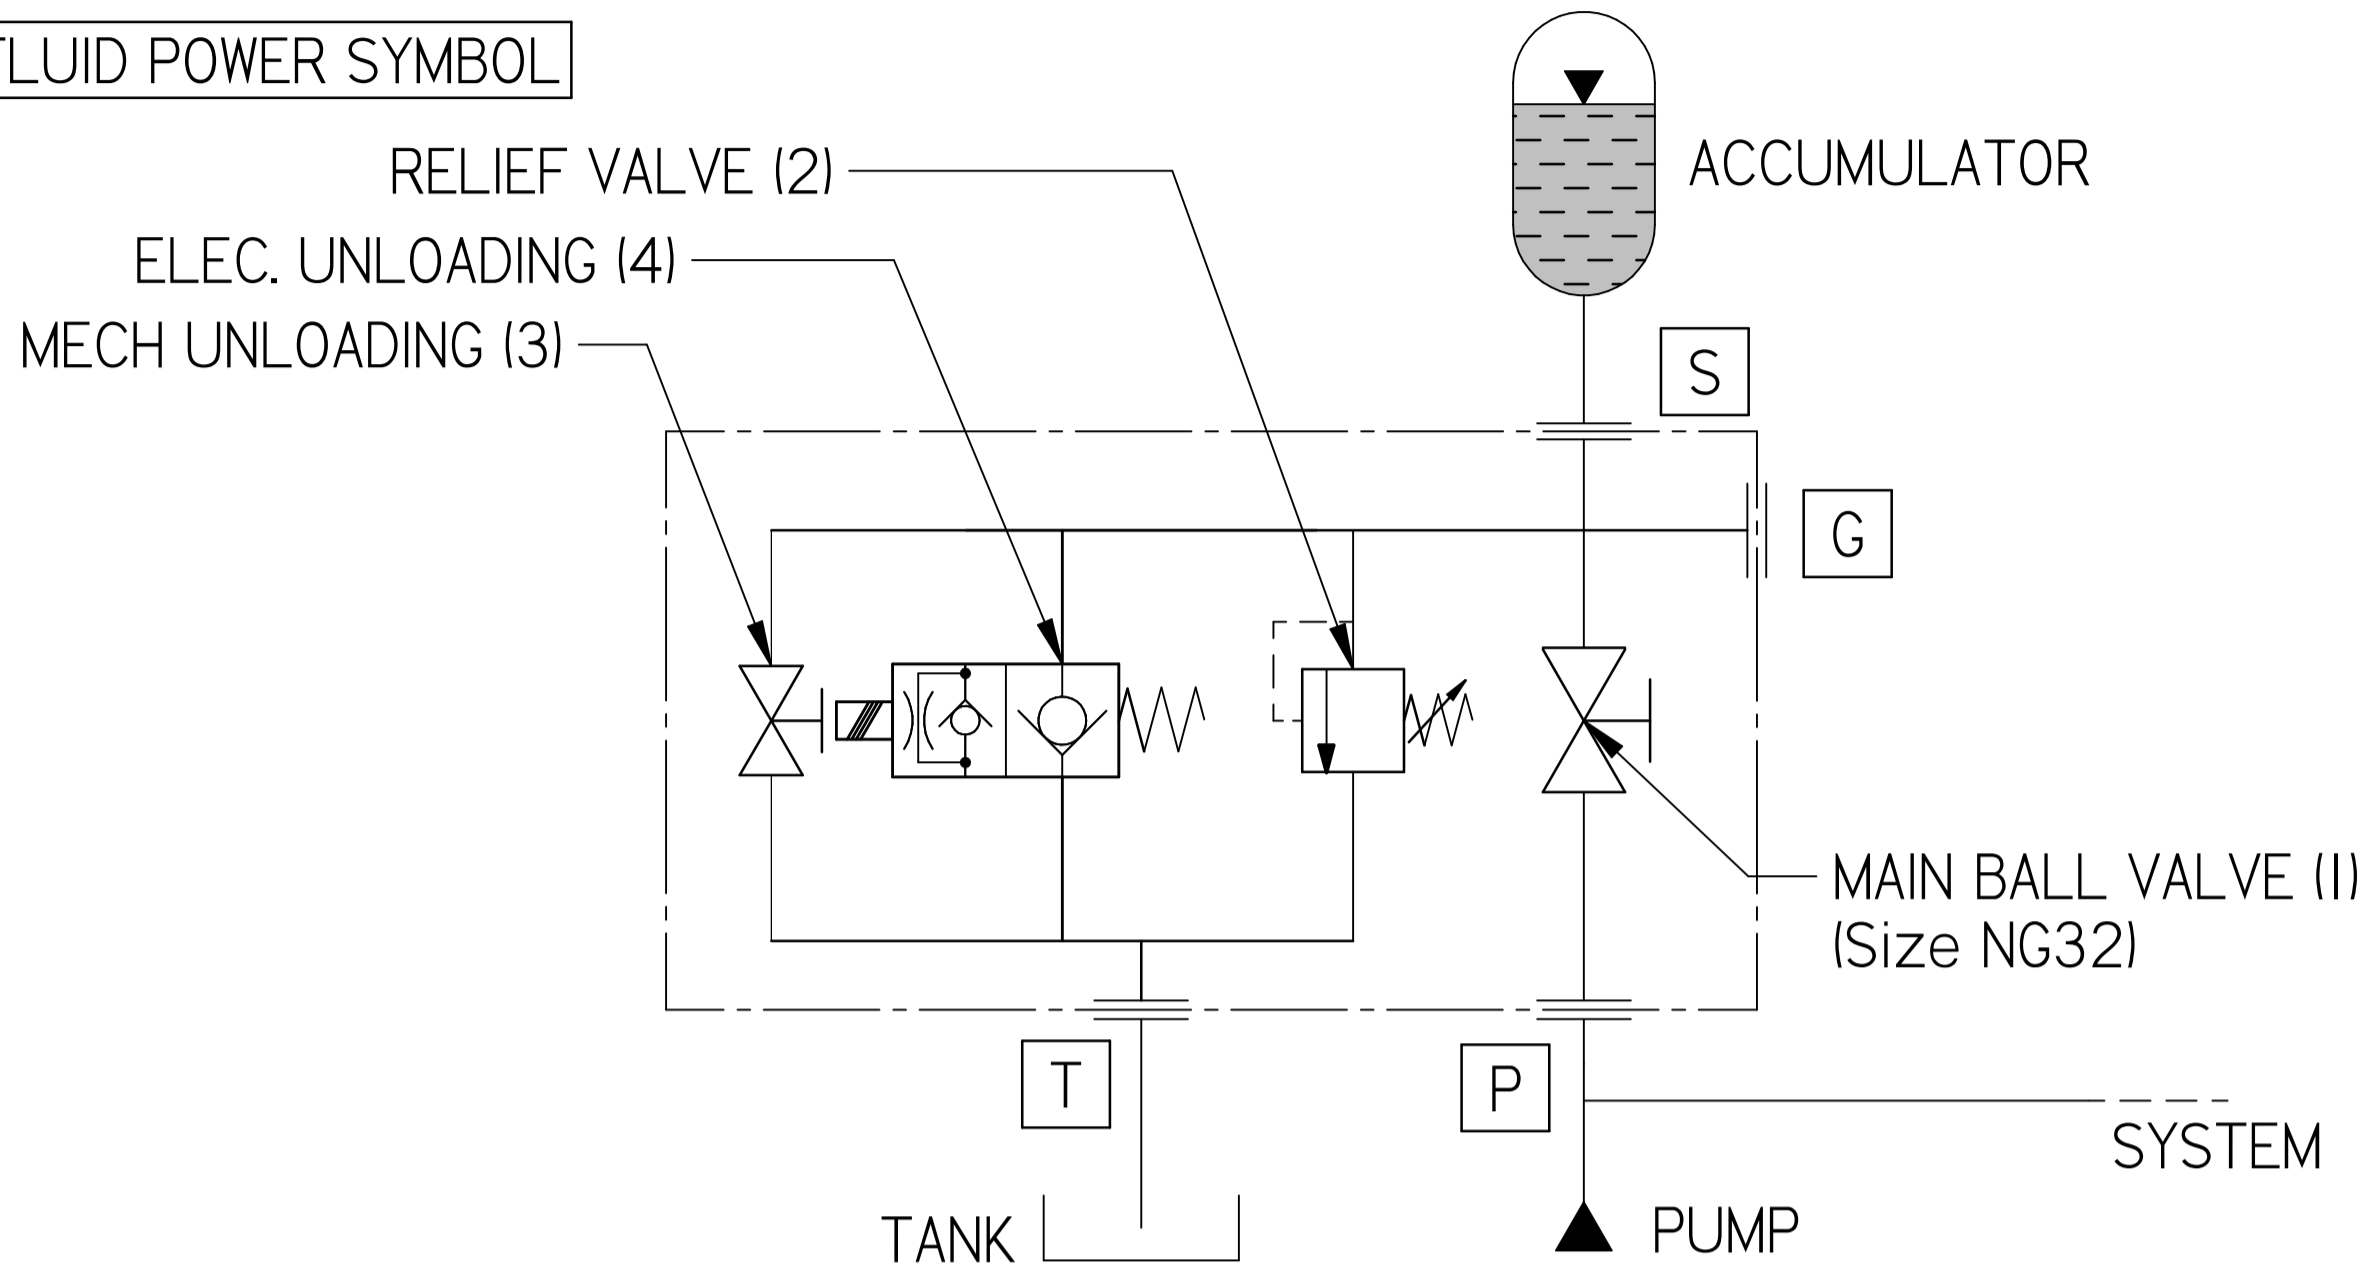 FLUID POWER SYMBOL
RELIEF VALVE (2)
ACCUMULATOR
ELEC. UNLOADING (4)
MECH UNLOADING (3)
S
G
MAIN BALL VALVE (1)
(Size NG32)
T
P
SYSTEM
TANK
PUMP